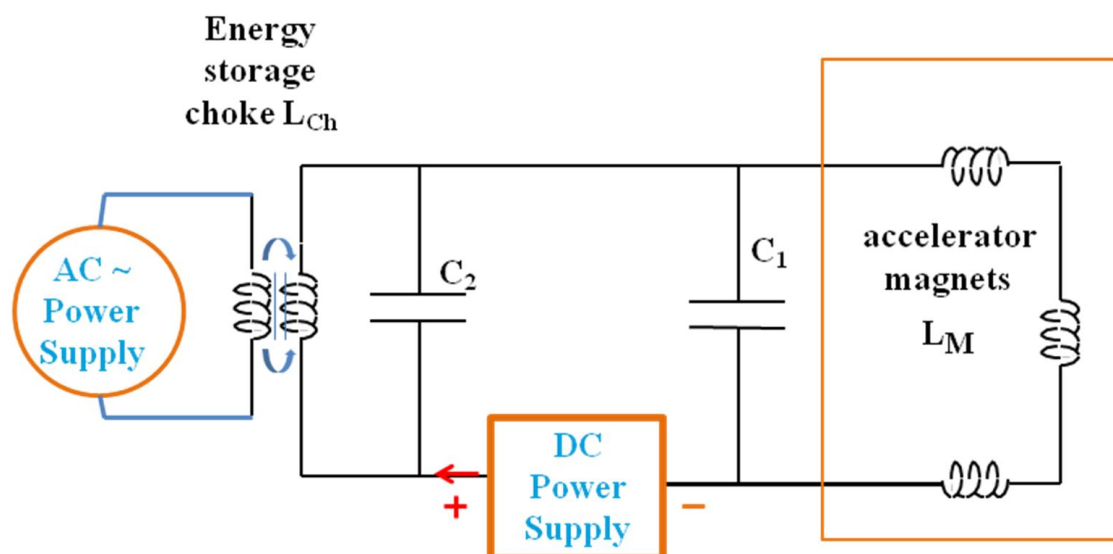 Energy
storage
choke L_Ch
AC ~
Power
Supply
C_2
C_1
accelerator
magnets
L_M
DC
Power
Supply
+
−